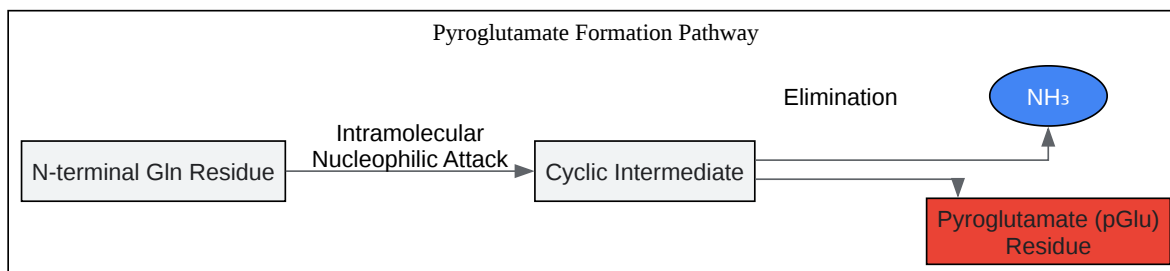 Pyroglutamate Formation Pathway
Elimination
NH₃
Intramolecular
Nucleophilic Attack
N-terminal Gln Residue
Cyclic Intermediate
Pyroglutamate (pGlu)
Residue